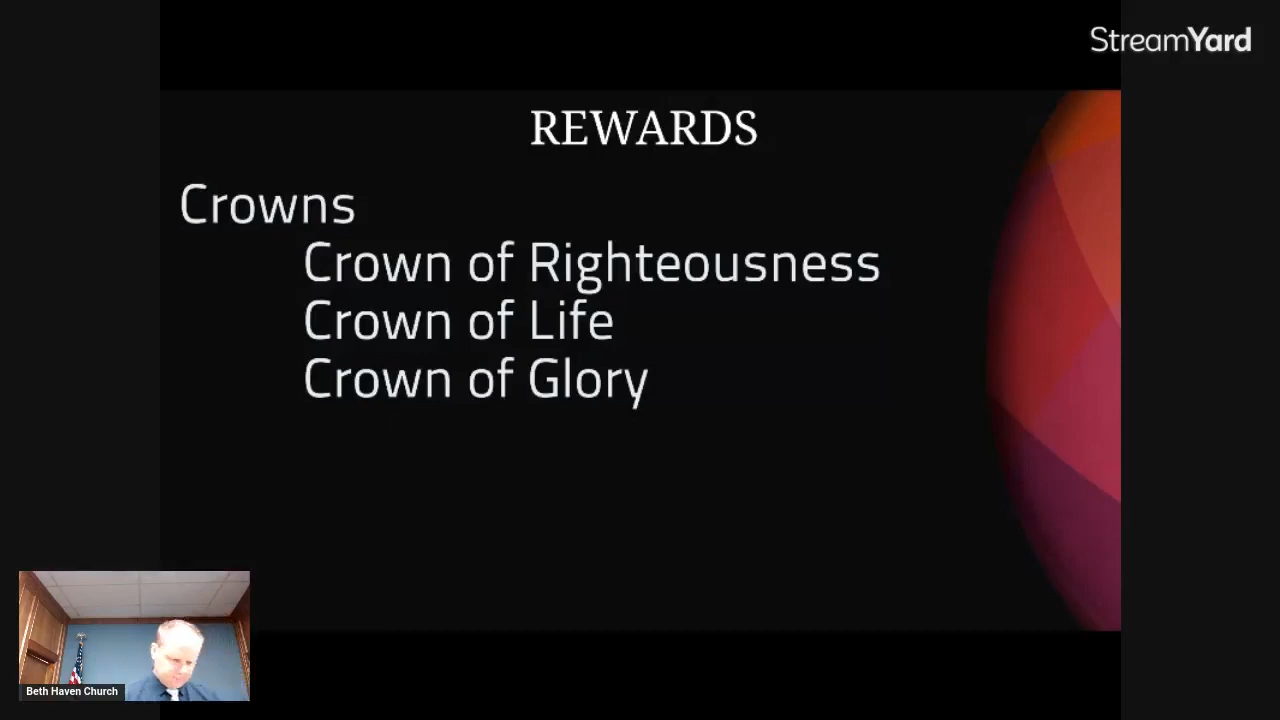 StreamYard
REWARDS
Crowns
Crown of Righteousness
Crown of Life
Crown of Glory
Beth Haven Church